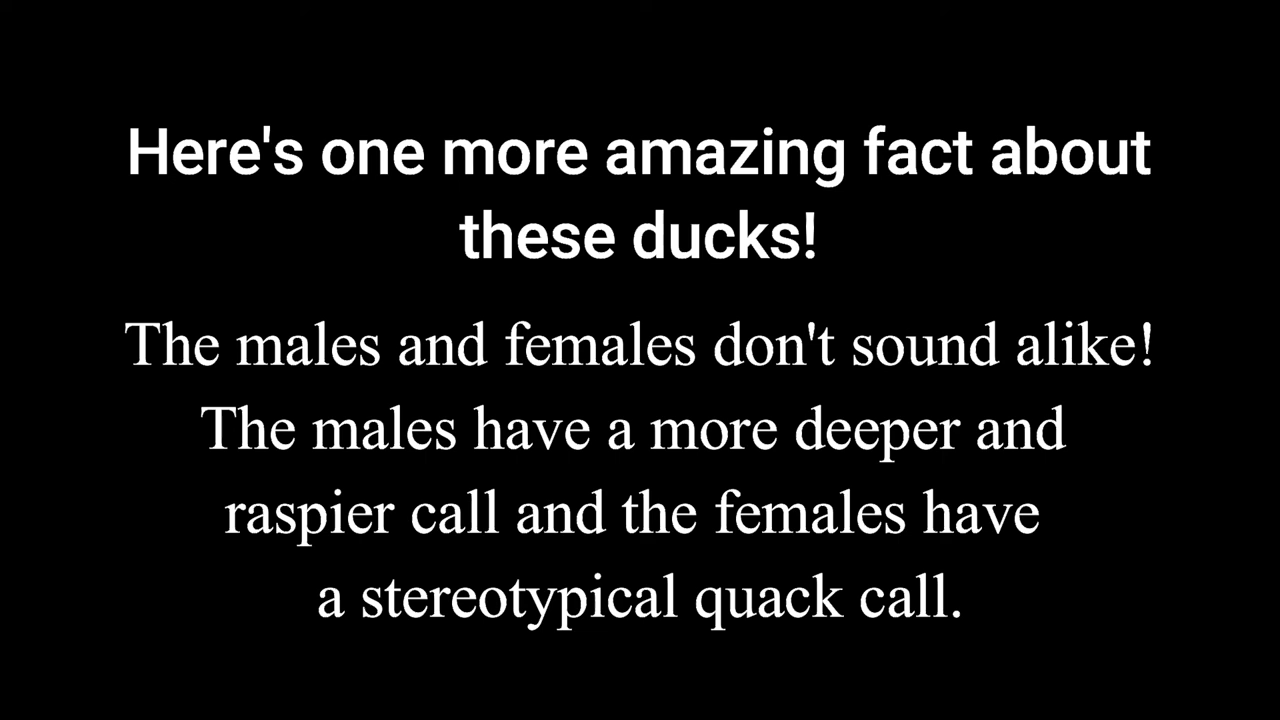 Here's one more amazing fact about
these ducks!
The males and females don't sound alike!
The males have a more deeper and
raspier call and the females have
a stereotypical quack call.